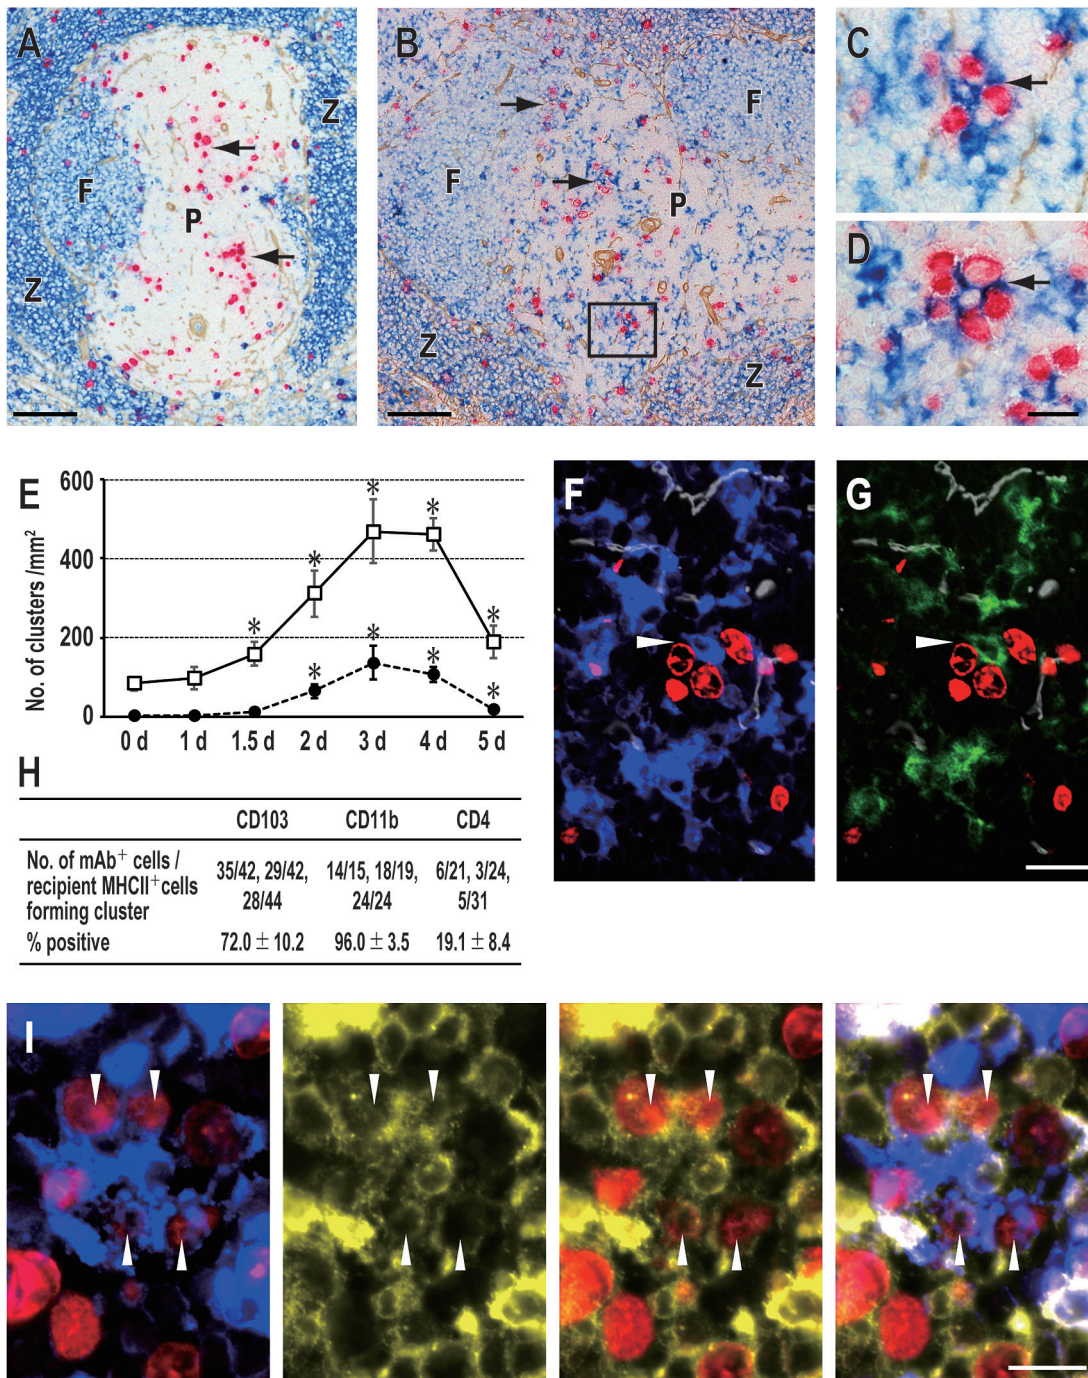 A
B
C
D
Z
F
F
F
P
P
Z
Z
Z
E
600
400
200
0
No. of clusters /mm²
0 d 1 d 1.5 d 2 d 3 d 4 d 5 d
* * * * *
* * * *
F
G
H
CD103 CD11b CD4
No. of mAb⁺ cells / recipient MHCII⁺cells forming cluster
35/42, 29/42, 28/44
14/15, 18/19, 24/24
6/21, 3/24, 5/31
% positive 72.0 ± 10.2 96.0 ± 3.5 19.1 ± 8.4
I